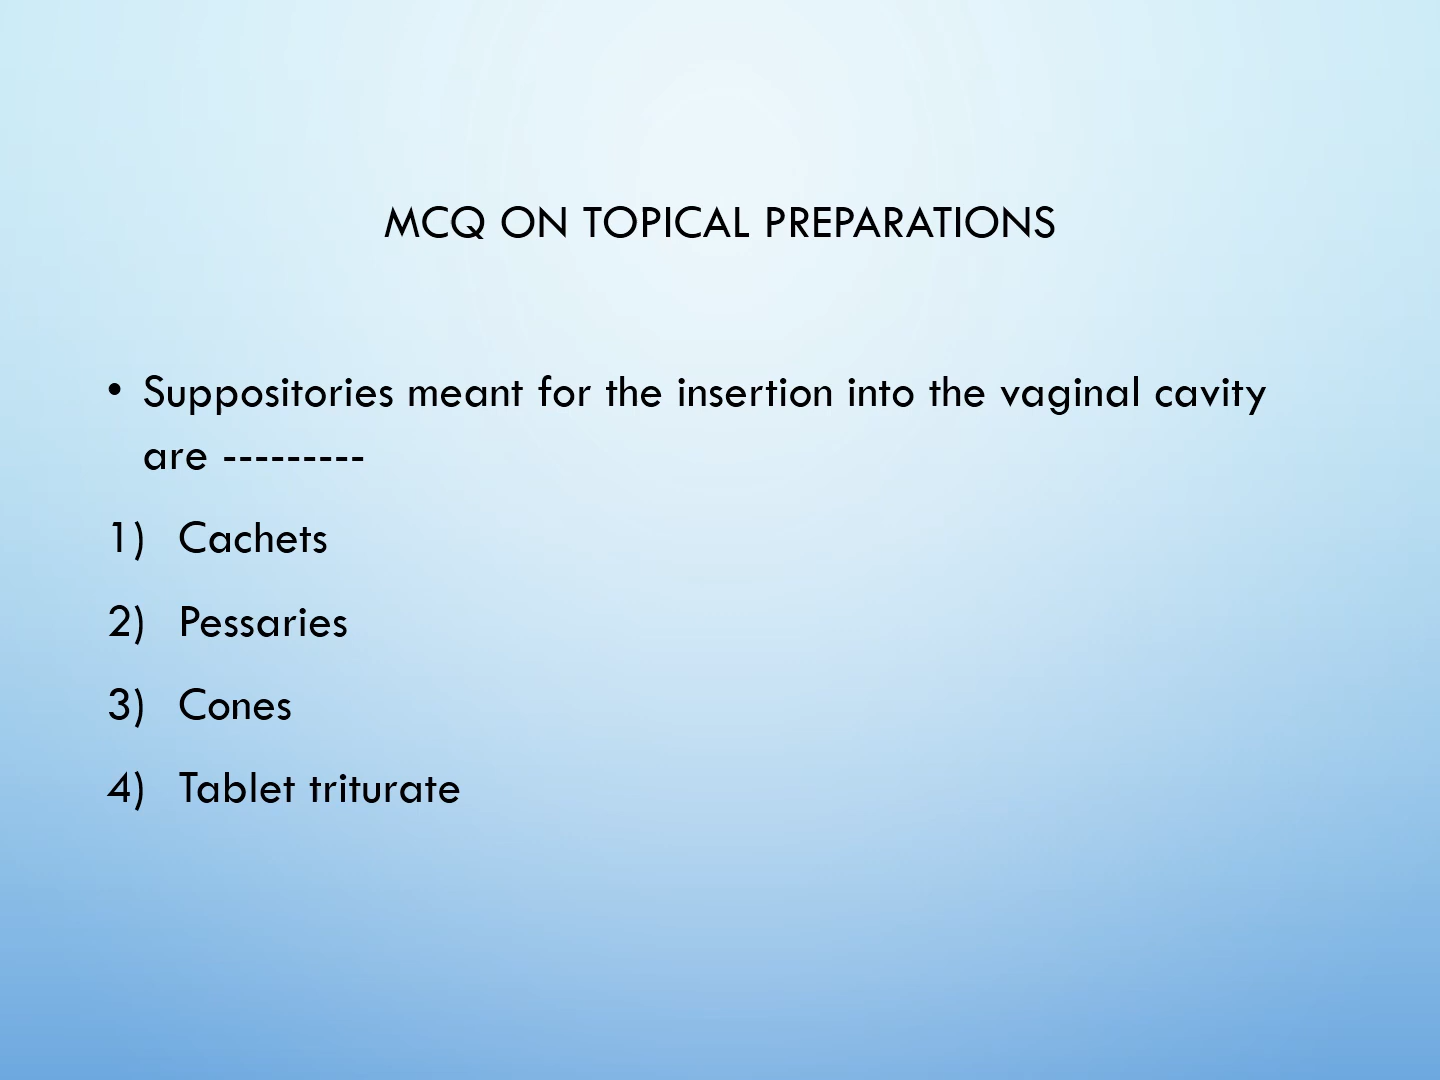 MCQ ON TOPICAL PREPARATIONS
• Suppositories meant for the insertion into the vaginal cavity
are ---------
1) Cachets
2) Pessaries
3) Cones
4) Tablet triturate